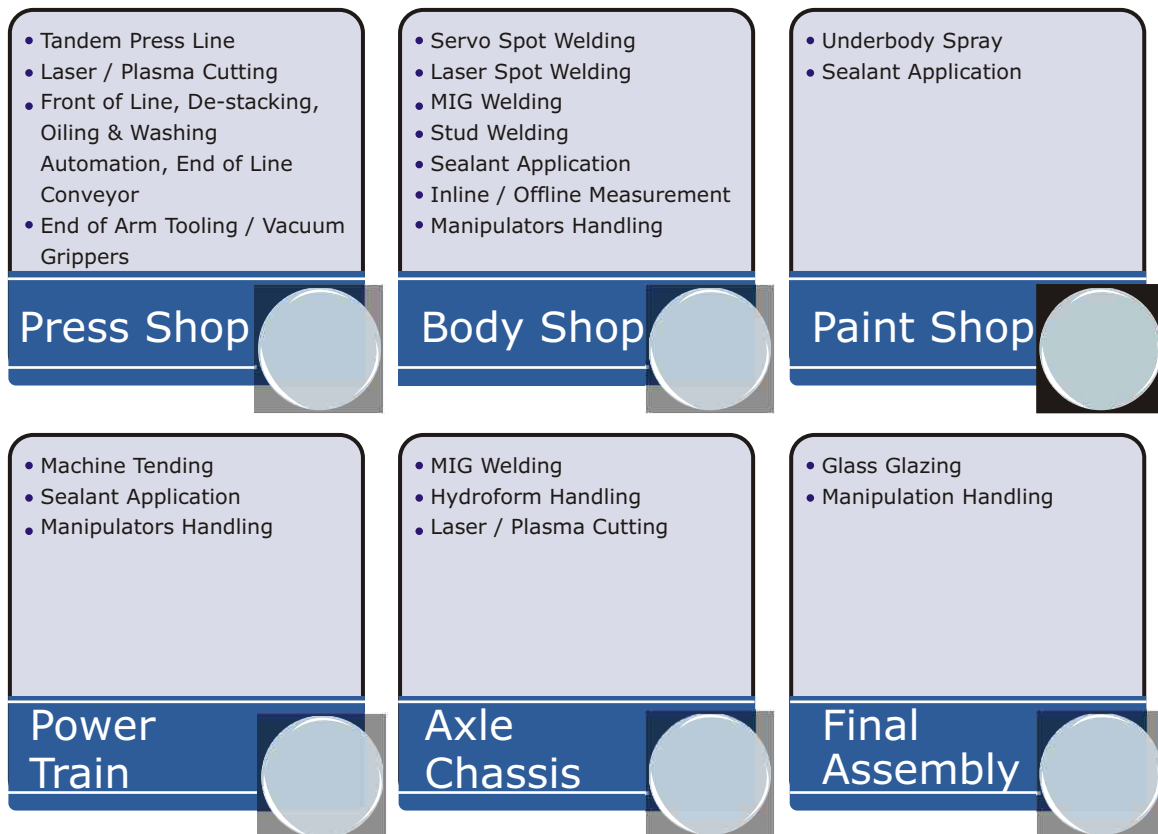 • Tandem Press Line
• Laser / Plasma Cutting
• Front of Line, De-stacking,
Oiling & Washing
Automation, End of Line
Conveyor
• End of Arm Tooling / Vacuum
Grippers
Press Shop
• Servo Spot Welding
• Laser Spot Welding
• MIG Welding
• Stud Welding
• Sealant Application
• Inline / Offline Measurement
• Manipulators Handling
Body Shop
• Underbody Spray
• Sealant Application
Paint Shop
• Machine Tending
• Sealant Application
• Manipulators Handling
Power
Train
• MIG Welding
• Hydroform Handling
• Laser / Plasma Cutting
Axle
Chassis
• Glass Glazing
• Manipulation Handling
Final
Assembly